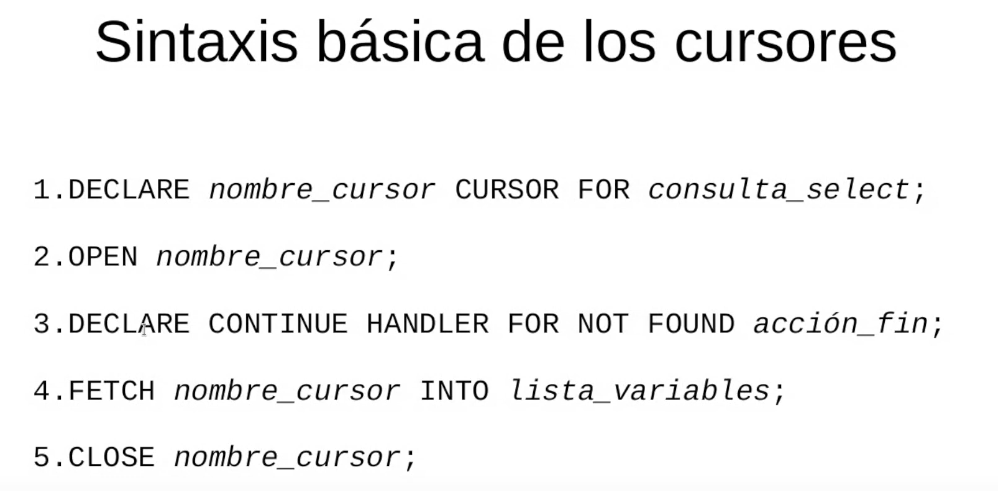 Sintaxis básica de los cursores
1.DECLARE nombre_cursor CURSOR FOR consulta_select;
2.OPEN nombre_cursor;
3.DECLARE CONTINUE HANDLER FOR NOT FOUND acción_fin;
4.FETCH nombre_cursor INTO lista_variables;
5.CLOSE nombre_cursor;